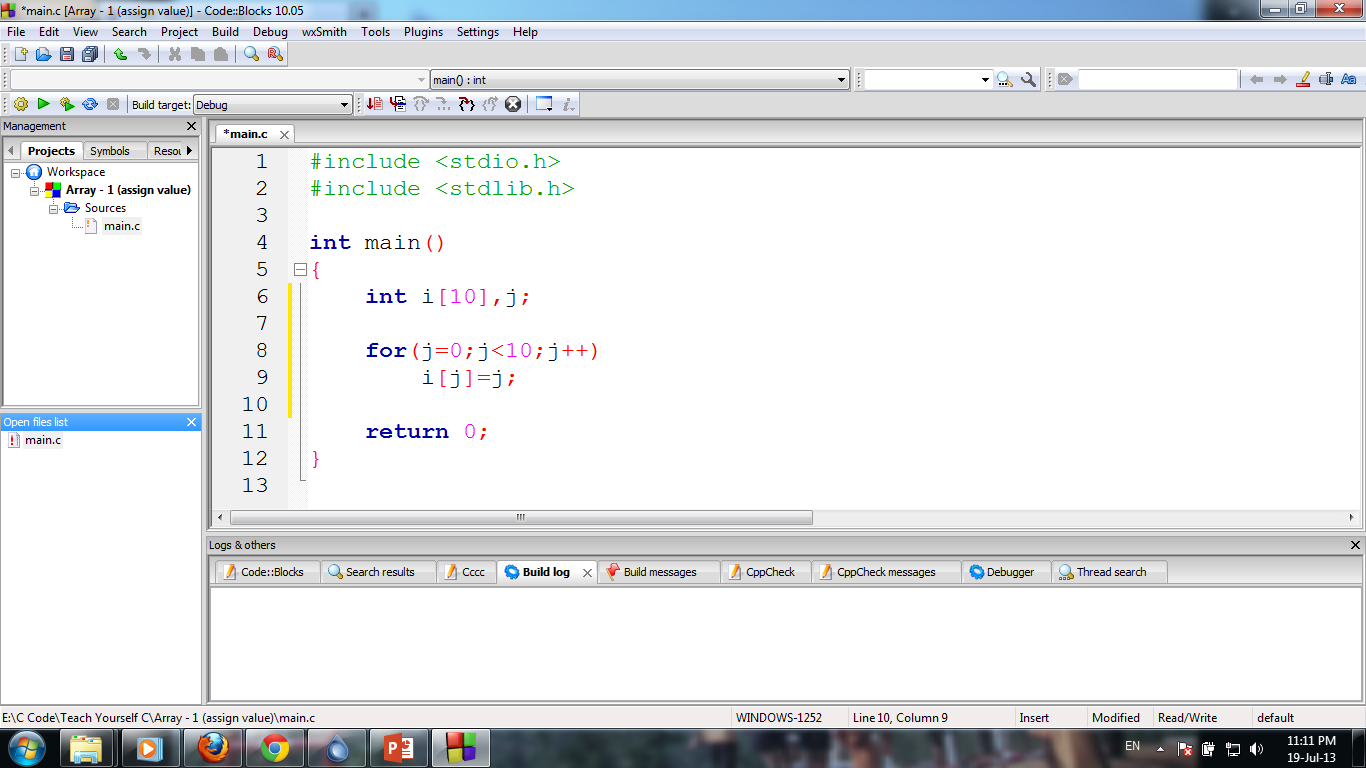 *main.c [Array - 1 (assign value)] - Code::Blocks 10.05
File Edit View Search Project Build Debug wxSmith Tools Plugins Settings Help
main() : int
Build target: Debug
Management
Projects Symbols Resou
Workspace
Array - 1 (assign value)
Sources
main.c
Open files list
main.c
*main.c
1 #include <stdio.h>
2 #include <stdlib.h>
3
4 int main()
5 {
6 int i[10],j;
7
8 for(j=0;j<10;j++)
9 i[j]=j;
10
11 return 0;
12 }
13
Logs & others
Code::Blocks Search results Cccc Build log Build messages CppCheck CppCheck messages Debugger Thread search
E:\C Code\Teach Yourself C\Array - 1 (assign value)\main.c WINDOWS-1252 Line 10, Column 9 Insert Modified Read/Write default
EN 11:11 PM
19-Jul-13